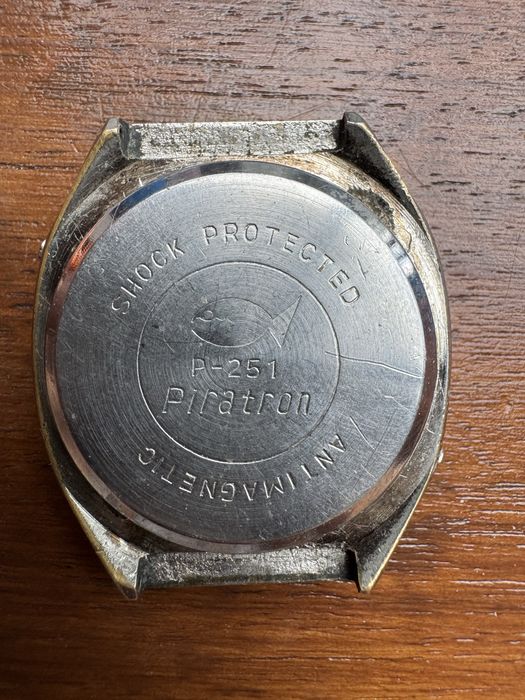 SHOCK PROTECTED
P-251
Piratron
ANTIMAGNETIC